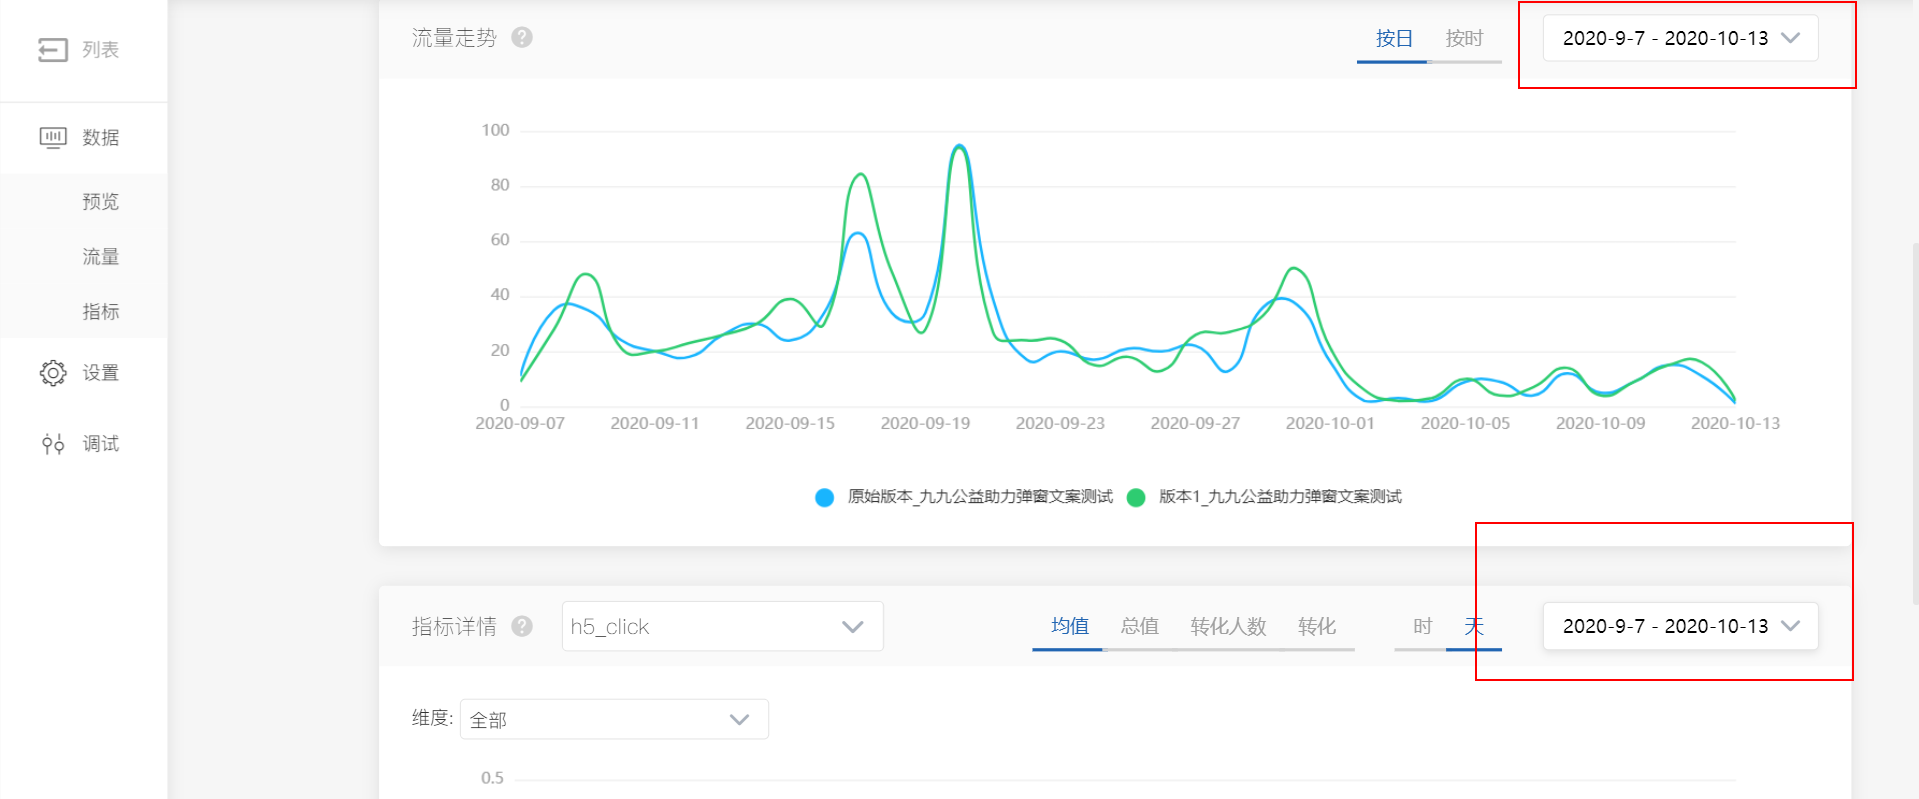 列表
数据
预览
流量
指标
设置
调试
流量走势 ? 按日 按时 2020-9-7 - 2020-10-13
100
80
60
40
20
0
2020-09-07 2020-09-11 2020-09-15 2020-09-19 2020-09-23 2020-09-27 2020-10-01 2020-10-05 2020-10-09 2020-10-13
原始版本_九九公益助力弹窗文案测试 版本1_九九公益助力弹窗文案测试
指标详情 ? h5_click 均值 总值 转化人数 转化 时 天 2020-9-7 - 2020-10-13
维度: 全部
0.5